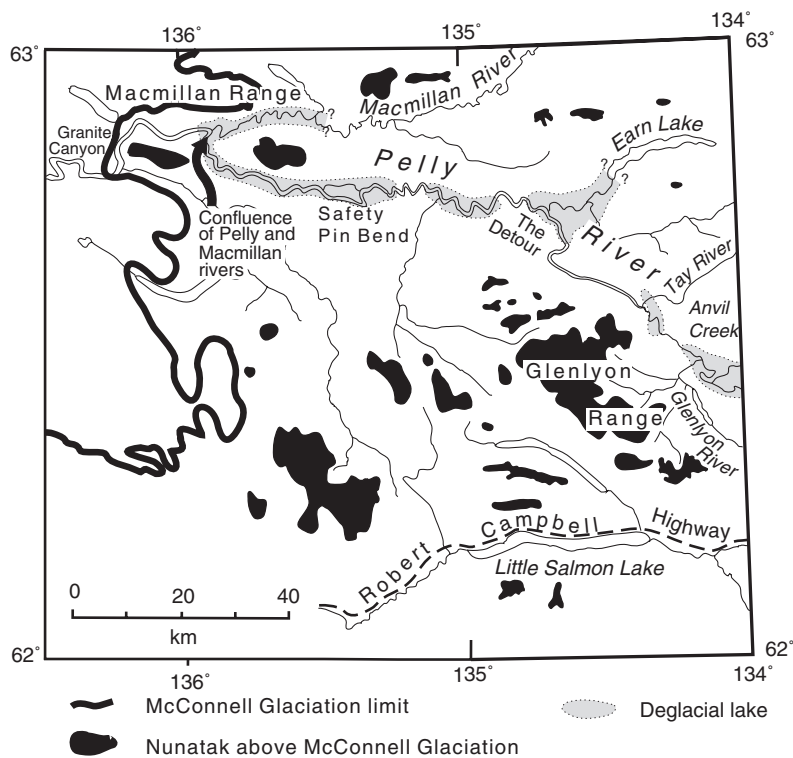 136˚
135˚
134˚
63˚
63˚
Macmillan Range
Macmillan River
Granite
Canyon
Earn Lake
?
?
?
Pelly
River
Confluence
of Pelly and
Macmillan
rivers
Safety
Pin Bend
The
Detour
Tay River
Anvil
Creek
Glenlyon
Range
Glenlyon
River
Robert Campbell Highway
Little Salmon Lake
0 20 40
km
62˚
62˚
136˚
135˚
134˚
McConnell Glaciation limit
Deglacial lake
Nunatak above McConnell Glaciation